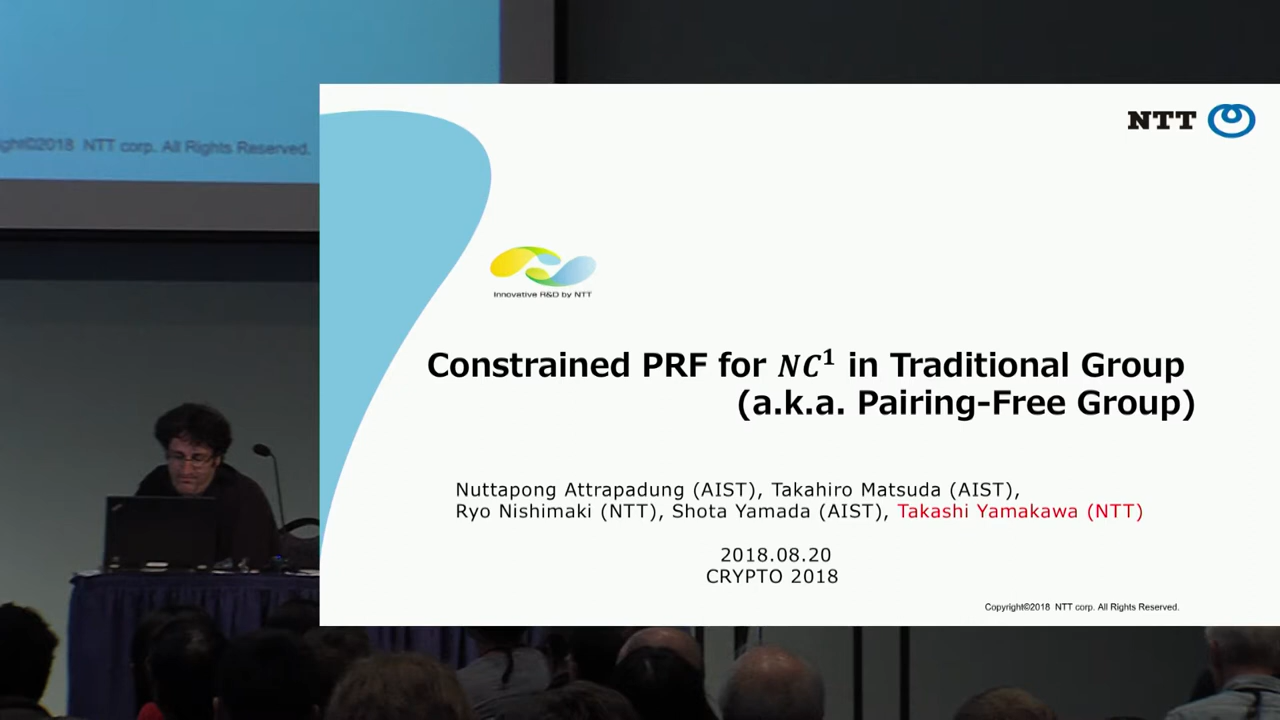 ght©2018 NTT corp. All Rights Reserved.
NTT
Innovative R&D by NTT
Constrained PRF for 𝑵𝑪¹ in Traditional Group
(a.k.a. Pairing-Free Group)
Nuttapong Attrapadung (AIST), Takahiro Matsuda (AIST),
Ryo Nishimaki (NTT), Shota Yamada (AIST), Takashi Yamakawa (NTT)
2018.08.20
CRYPTO 2018
Copyright©2018 NTT corp. All Rights Reserved.